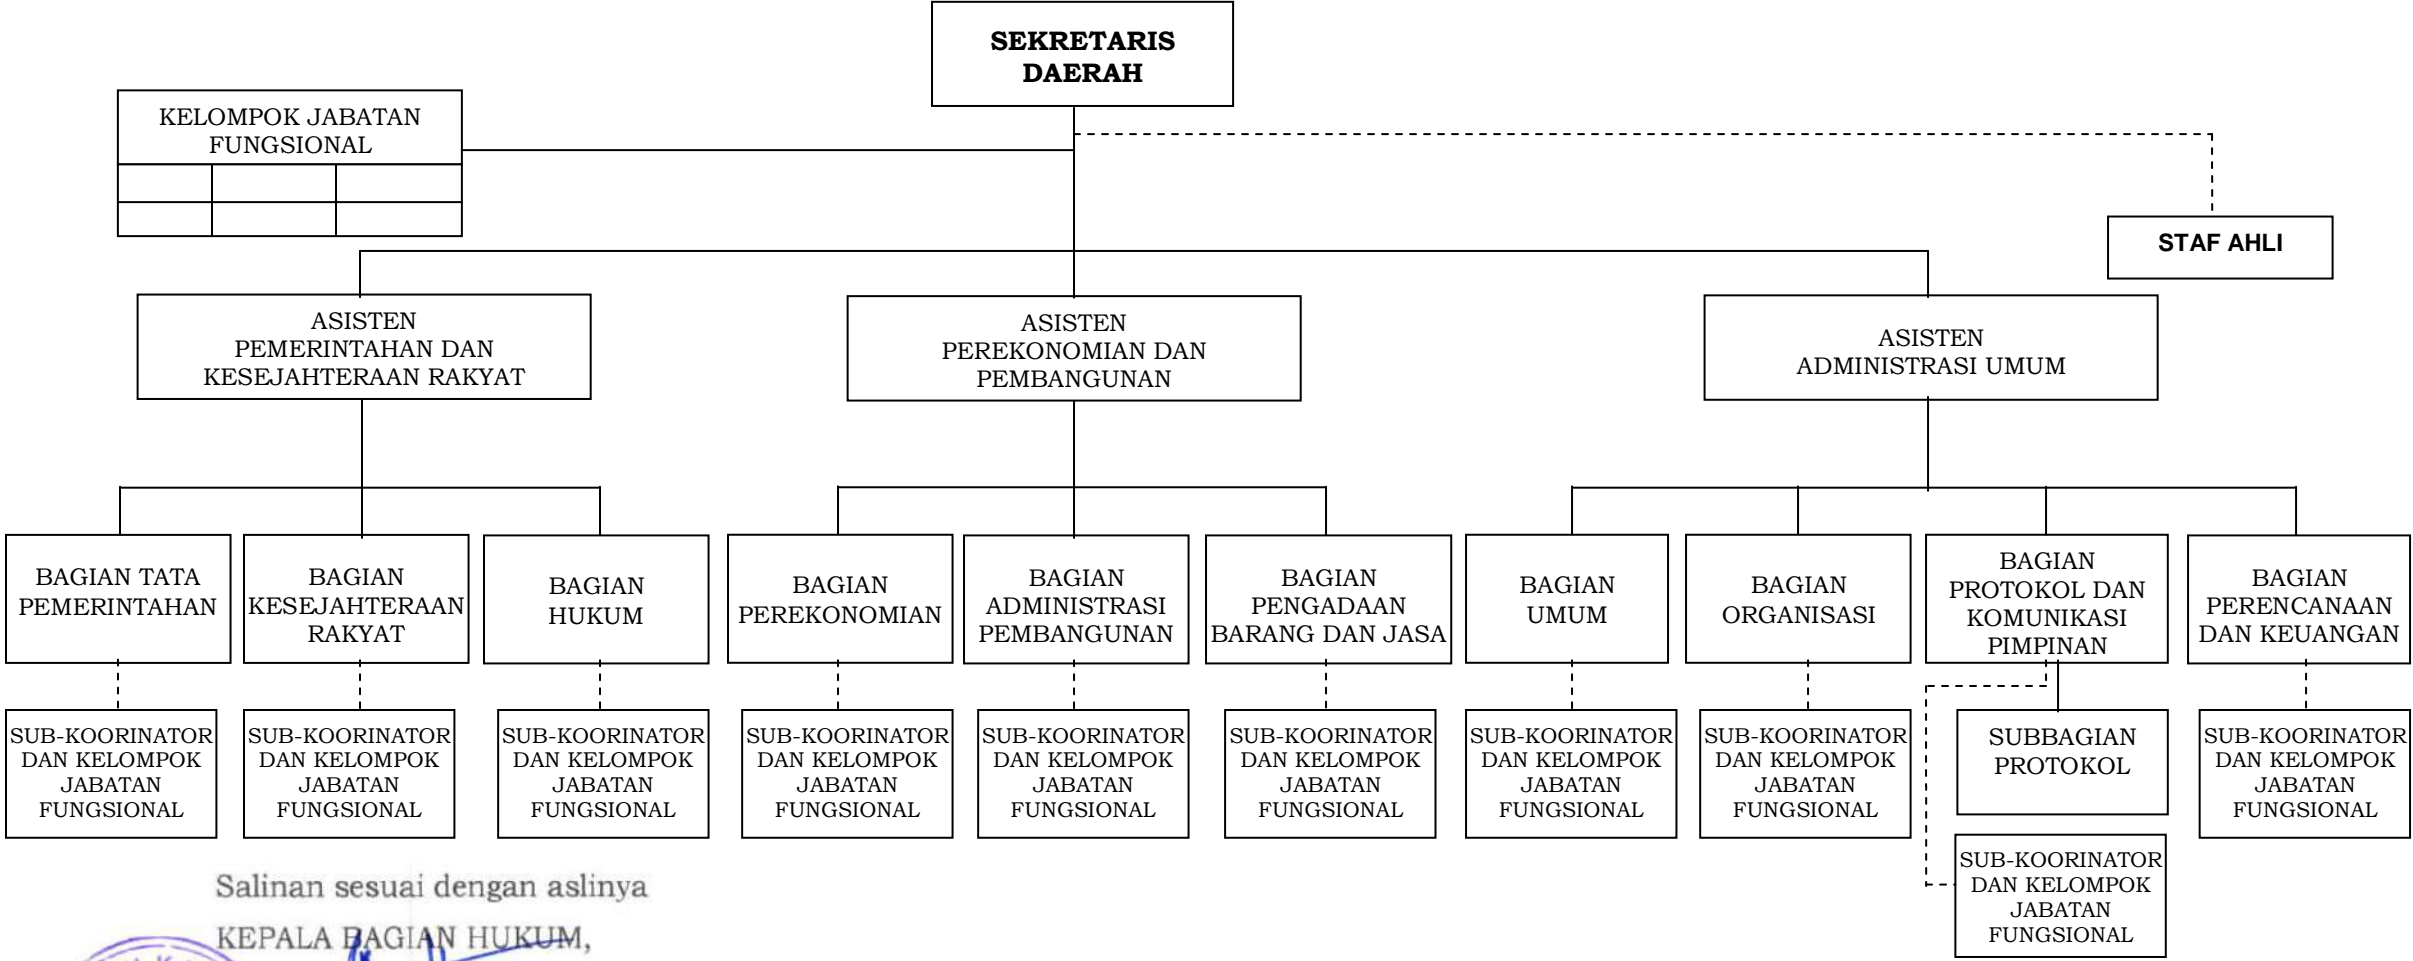 SEKRETARIS
DAERAH
KELOMPOK JABATAN
FUNGSIONAL
STAF AHLI
ASISTEN
PEMERINTAHAN DAN
KESEJAHTERAAN RAKYAT
ASISTEN
PEREKONOMIAN DAN
PEMBANGUNAN
ASISTEN
ADMINISTRASI UMUM
BAGIAN TATA
PEMERINTAHAN
BAGIAN
KESEJAHTERAAN
RAKYAT
BAGIAN
HUKUM
BAGIAN
PEREKONOMIAN
BAGIAN
ADMINISTRASI
PEMBANGUNAN
BAGIAN
PENGADAAN
BARANG DAN JASA
BAGIAN
UMUM
BAGIAN
ORGANISASI
BAGIAN
PROTOKOL DAN
KOMUNIKASI
PIMPINAN
BAGIAN
PERENCANAAN
DAN KEUANGAN
SUB-KOORINATOR
DAN KELOMPOK
JABATAN
FUNGSIONAL
SUB-KOORINATOR
DAN KELOMPOK
JABATAN
FUNGSIONAL
SUB-KOORINATOR
DAN KELOMPOK
JABATAN
FUNGSIONAL
SUB-KOORINATOR
DAN KELOMPOK
JABATAN
FUNGSIONAL
SUB-KOORINATOR
DAN KELOMPOK
JABATAN
FUNGSIONAL
SUB-KOORINATOR
DAN KELOMPOK
JABATAN
FUNGSIONAL
SUB-KOORINATOR
DAN KELOMPOK
JABATAN
FUNGSIONAL
SUB-KOORINATOR
DAN KELOMPOK
JABATAN
FUNGSIONAL
SUBBAGIAN
PROTOKOL
SUB-KOORINATOR
DAN KELOMPOK
JABATAN
FUNGSIONAL
SUB-KOORINATOR
DAN KELOMPOK
JABATAN
FUNGSIONAL
Salinan sesuai dengan aslinya
KEPALA BAGIAN HUKUM,